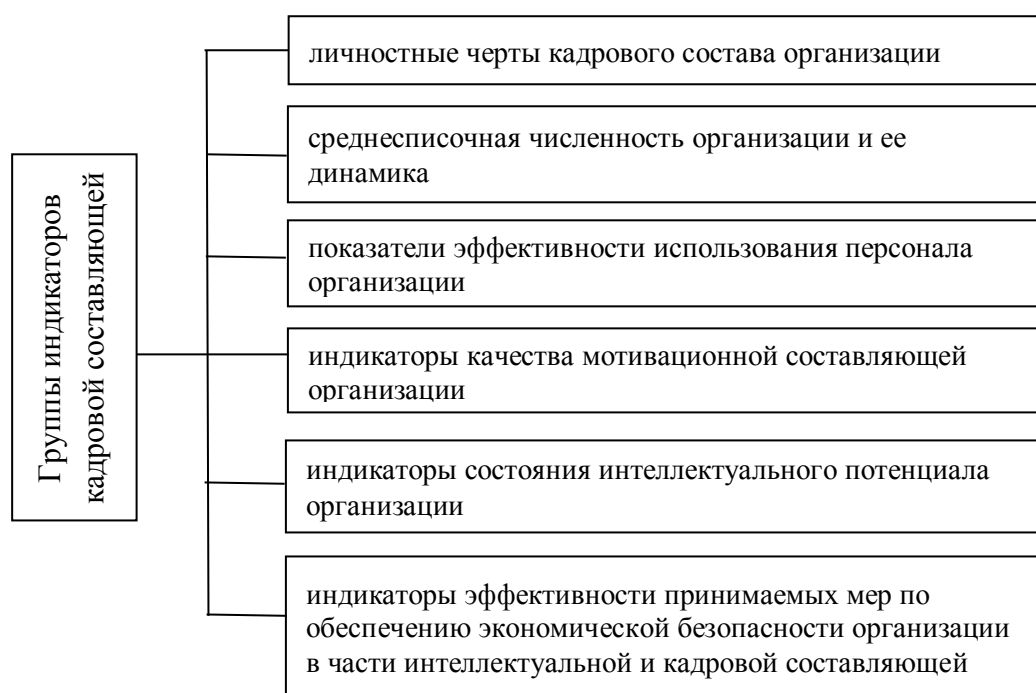 Группы индикаторов
кадровой составляющей
личностные черты кадрового состава организации
среднесписочная численность организации и ее
динамика
показатели эффективности использования персонала
организации
индикаторы качества мотивационной составляющей
организации
индикаторы состояния интеллектуального потенциала
организации
индикаторы эффективности принимаемых мер по
обеспечению экономической безопасности организации
в части интеллектуальной и кадровой составляющей